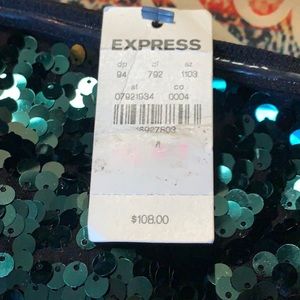 EXPRESS
dp cl sz
94 792 1103
st co
07921934 0004
$108.00